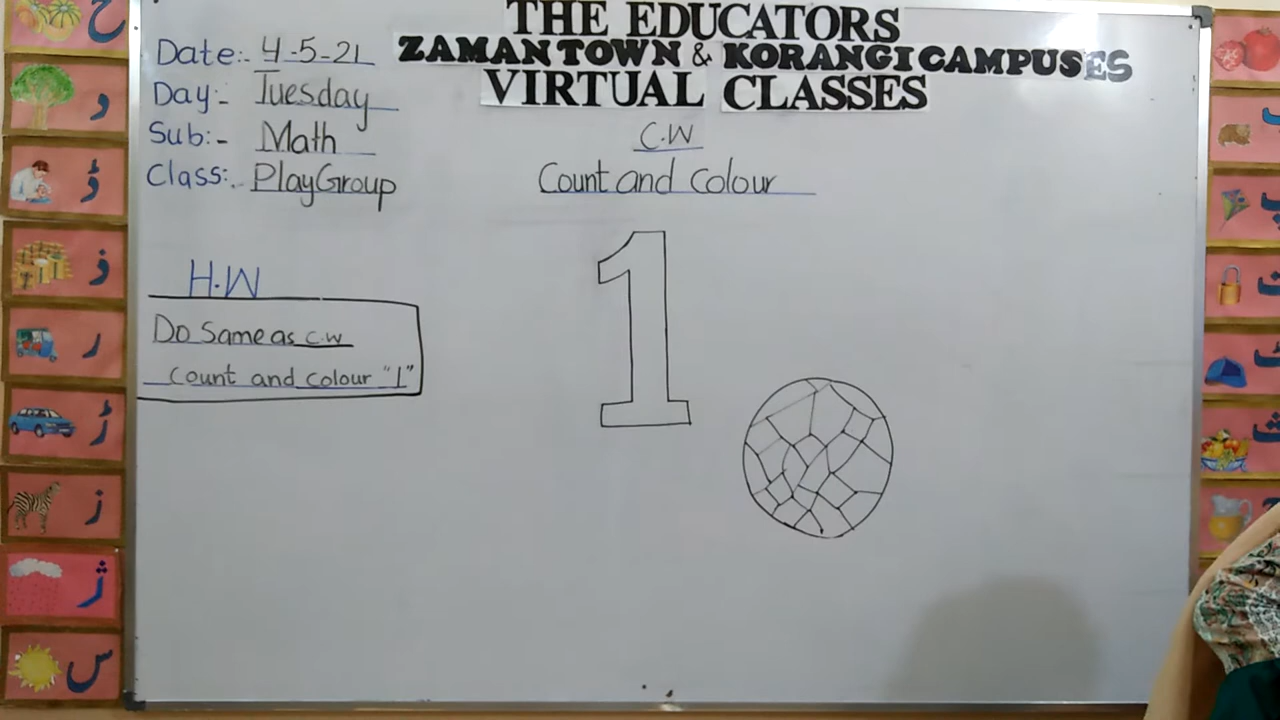 THE EDUCATORS
ZAMAN TOWN & KORANGI CAMPUSES
VIRTUAL CLASSES
Date:- 4-5-21
Day:- Tuesday
Sub:- Math
Class:- PlayGroup
C.W
Count and Colour
1
H.W
Do Same as C.W
Count and Colour "1"
ح
د
ڈ
ذ
ر
ڑ
ز
ژ
س
ب
پ
ت
ٹ
ث
ج